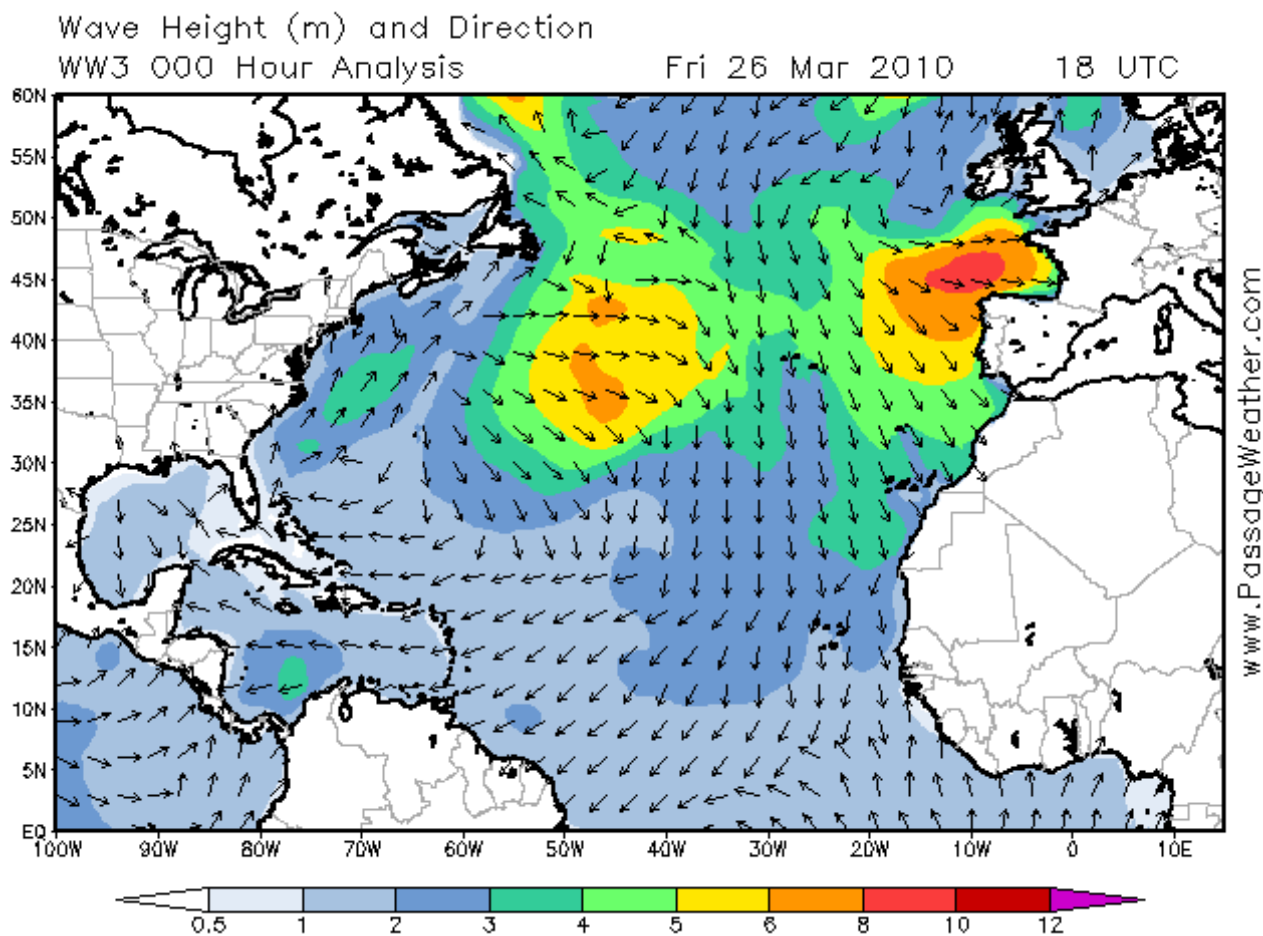 Wave Height (m) and Direction
WW3 000 Hour Analysis Fri 26 Mar 2010 18 UTC
60N
55N
50N
45N
40N
35N
30N
25N
20N
15N
10N
5N
EQ
100W 90W 80W 70W 60W 50W 40W 30W 20W 10W 0 10E
www.PassageWeather.com
0.5 1 2 3 4 5 6 8 10 12